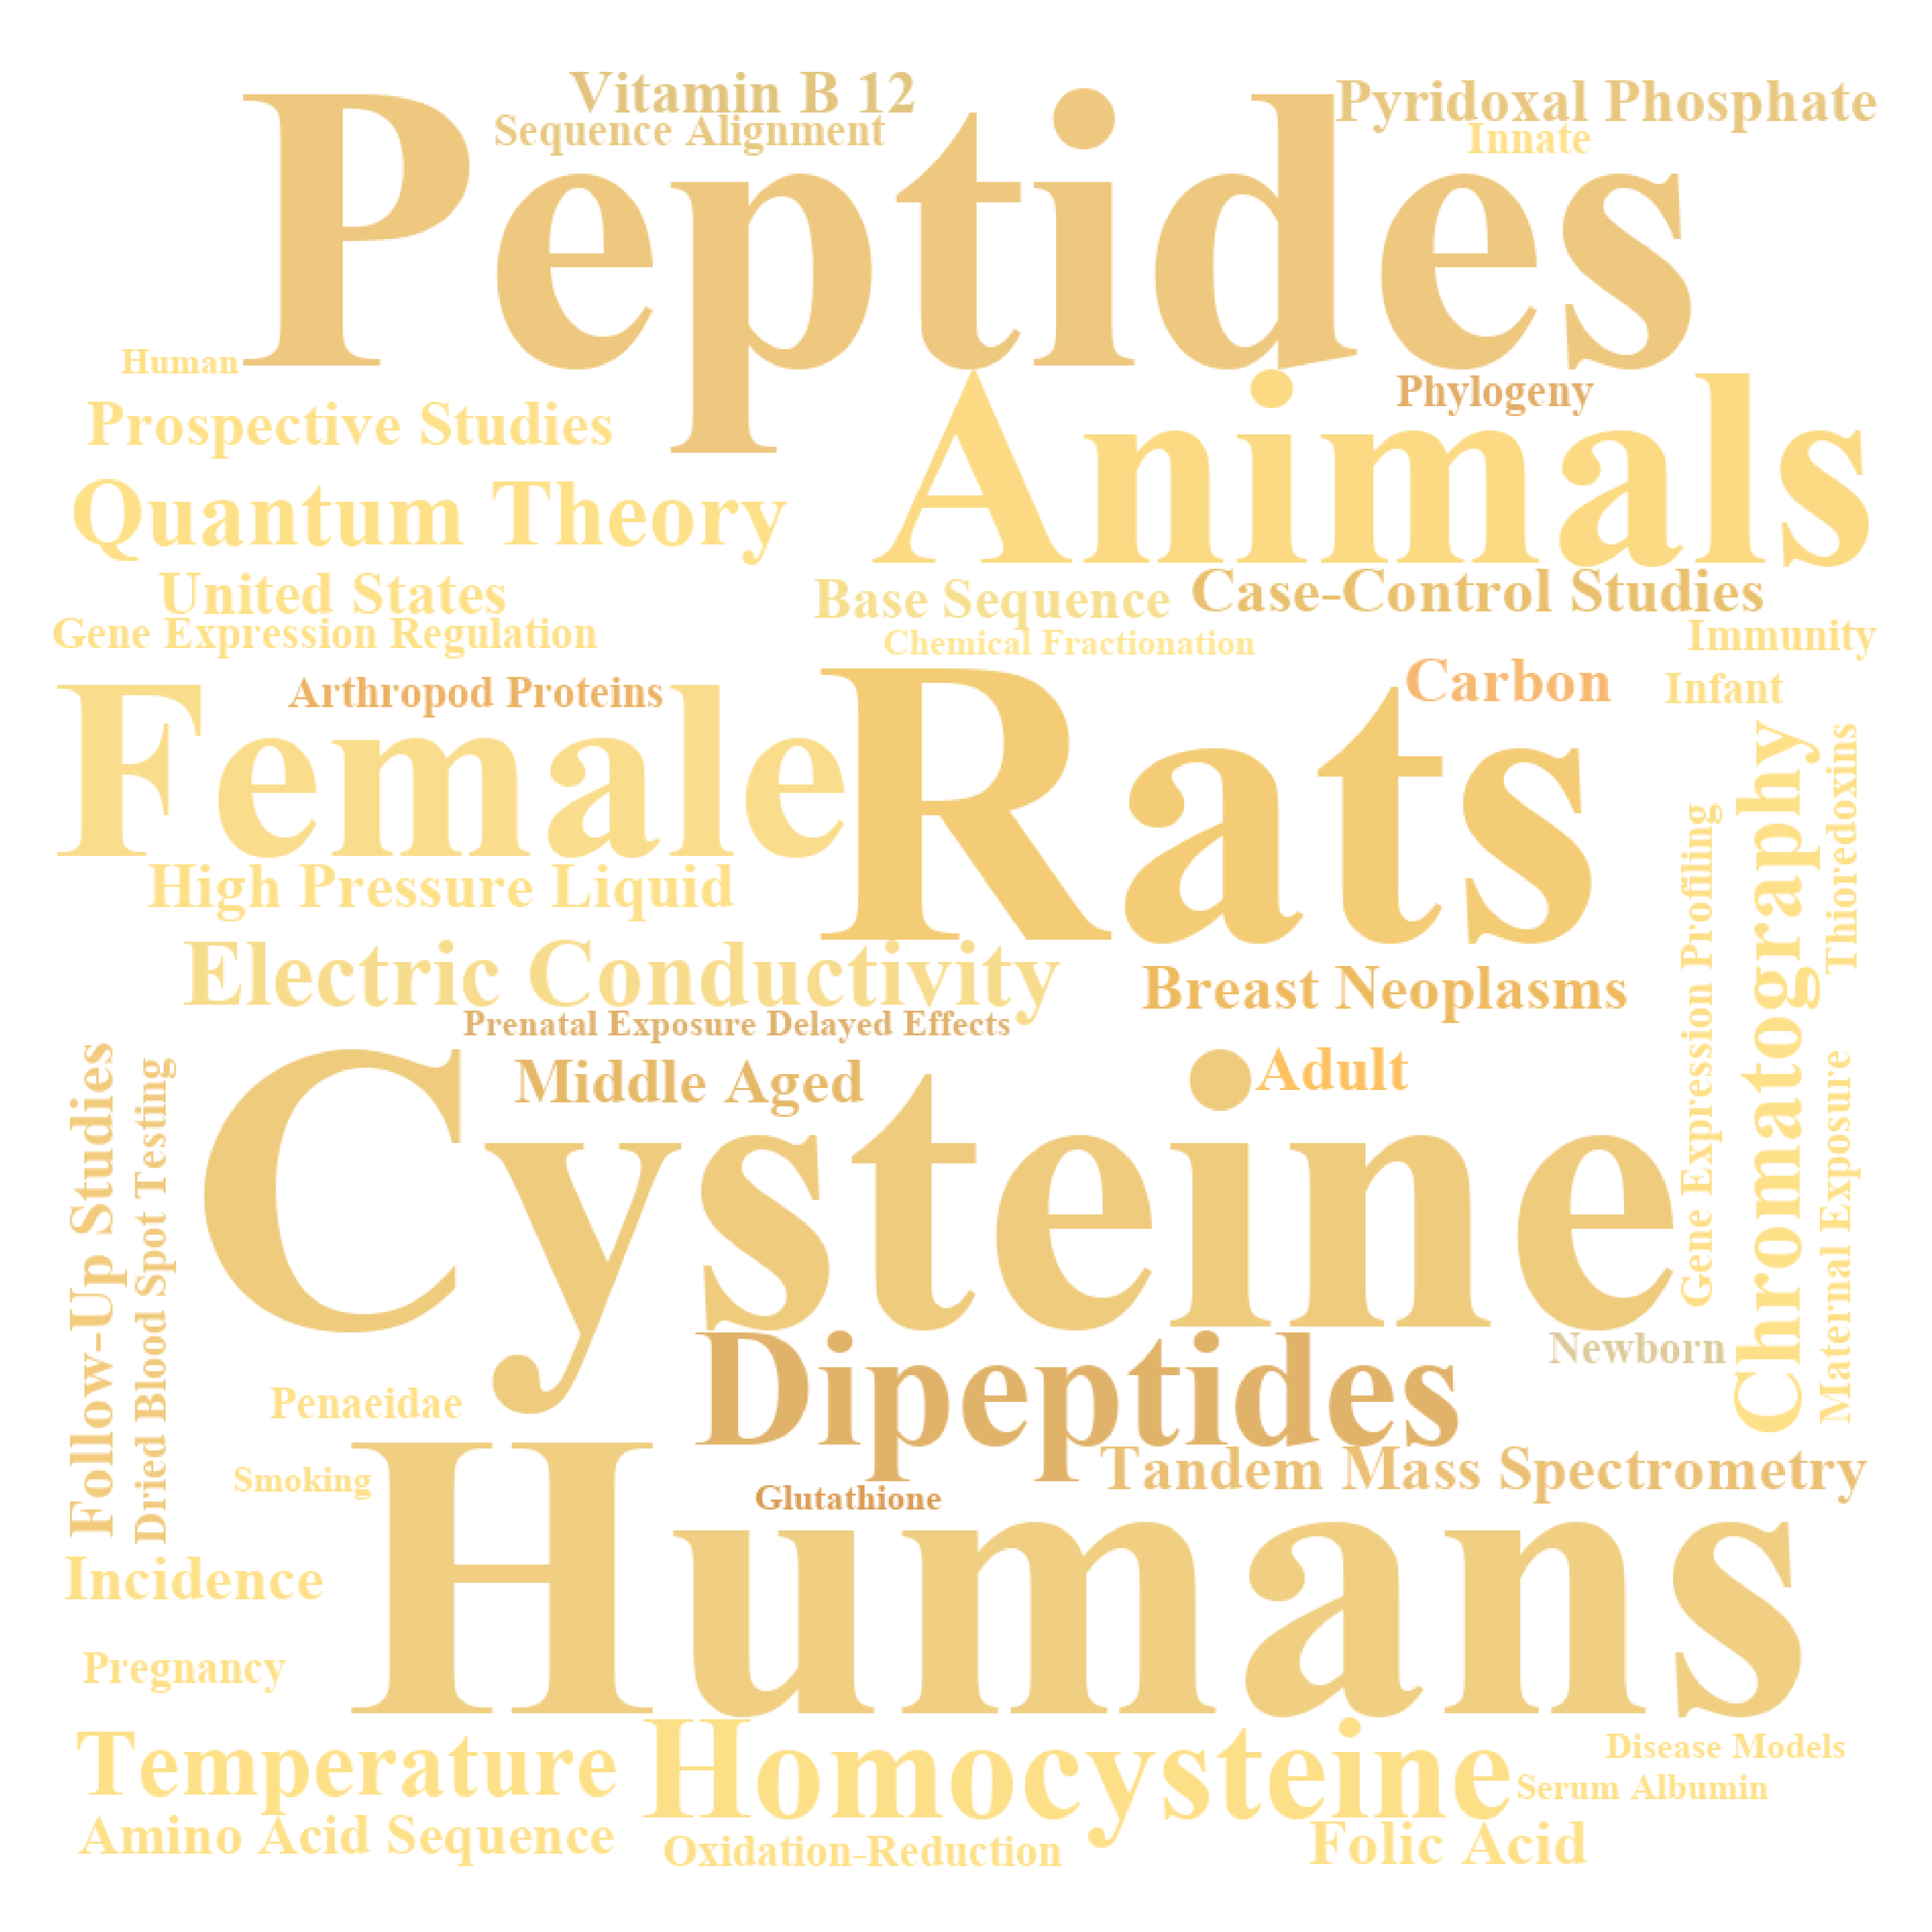 Vitamin B 12
Pyridoxal Phosphate
Sequence Alignment
Innate
Peptides
Human
Phylogeny
Prospective Studies
Animals
Quantum Theory
United States
Base Sequence
Case-Control Studies
Gene Expression Regulation
Chemical Fractionation
Immunity
Arthropod Proteins
Carbon
Infant
Female
Rats
High Pressure Liquid
Chromatography
Thioredoxins
Gene Expression Profiling
Electric Conductivity
Breast Neoplasms
Prenatal Exposure Delayed Effects
Middle Aged
Adult
Follow-Up Studies
Dried Blood Spot Testing
Cysteine
Maternal Exposure
Newborn
Dipeptides
Penaeidae
Tandem Mass Spectrometry
Smoking
Glutathione
Humans
Incidence
Pregnancy
Temperature
Homocysteine
Disease Models
Serum Albumin
Amino Acid Sequence
Oxidation-Reduction
Folic Acid